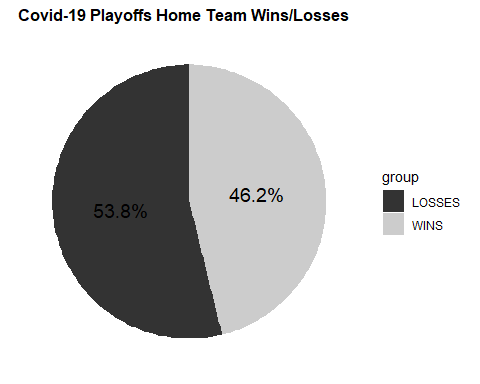 Covid-19 Playoffs Home Team Wins/Losses
53.8%
46.2%
group
LOSSES
WINS